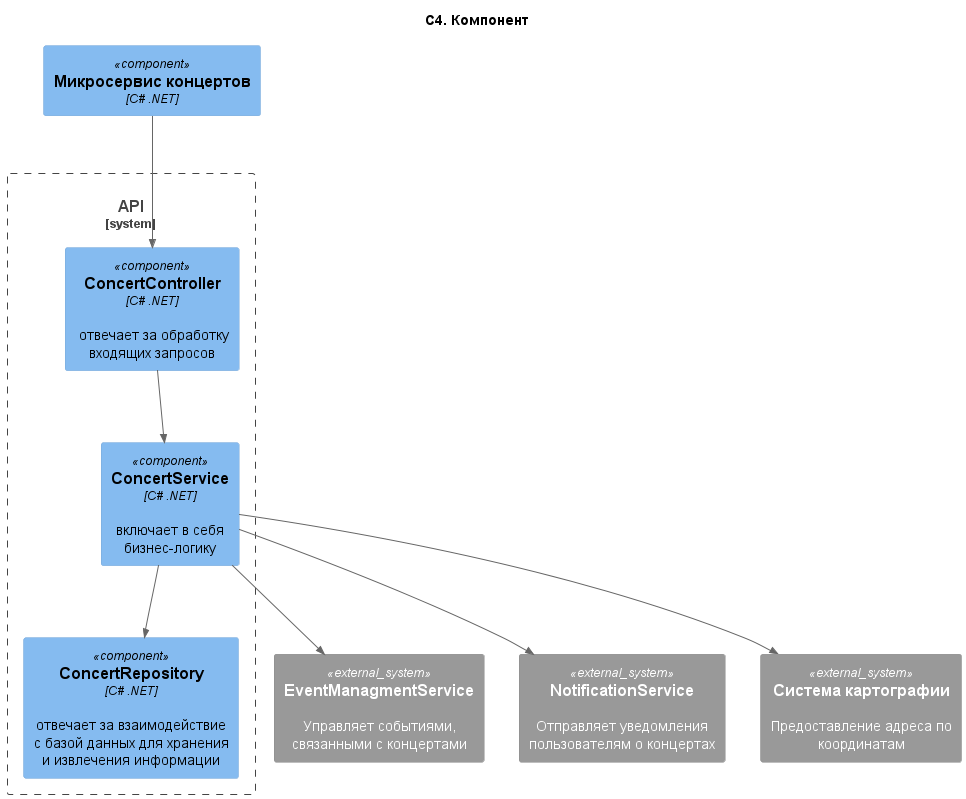 C4. Компонент
«component»
Микросервис концертов
[C# .NET]
API
[system]
«component»
ConcertController
[C# .NET]
отвечает за обработку
входящих запросов
«component»
ConcertService
[C# .NET]
включает в себя
бизнес-логику
«component»
ConcertRepository
[C# .NET]
отвечает за взаимодействие
с базой данных для хранения
и извлечения информации
«external_system»
EventManagmentService
Управляет событиями,
связанными с концертами
«external_system»
NotificationService
Отправляет уведомления
пользователям о концертах
«external_system»
Система картографии
Предоставление адреса по
координатам